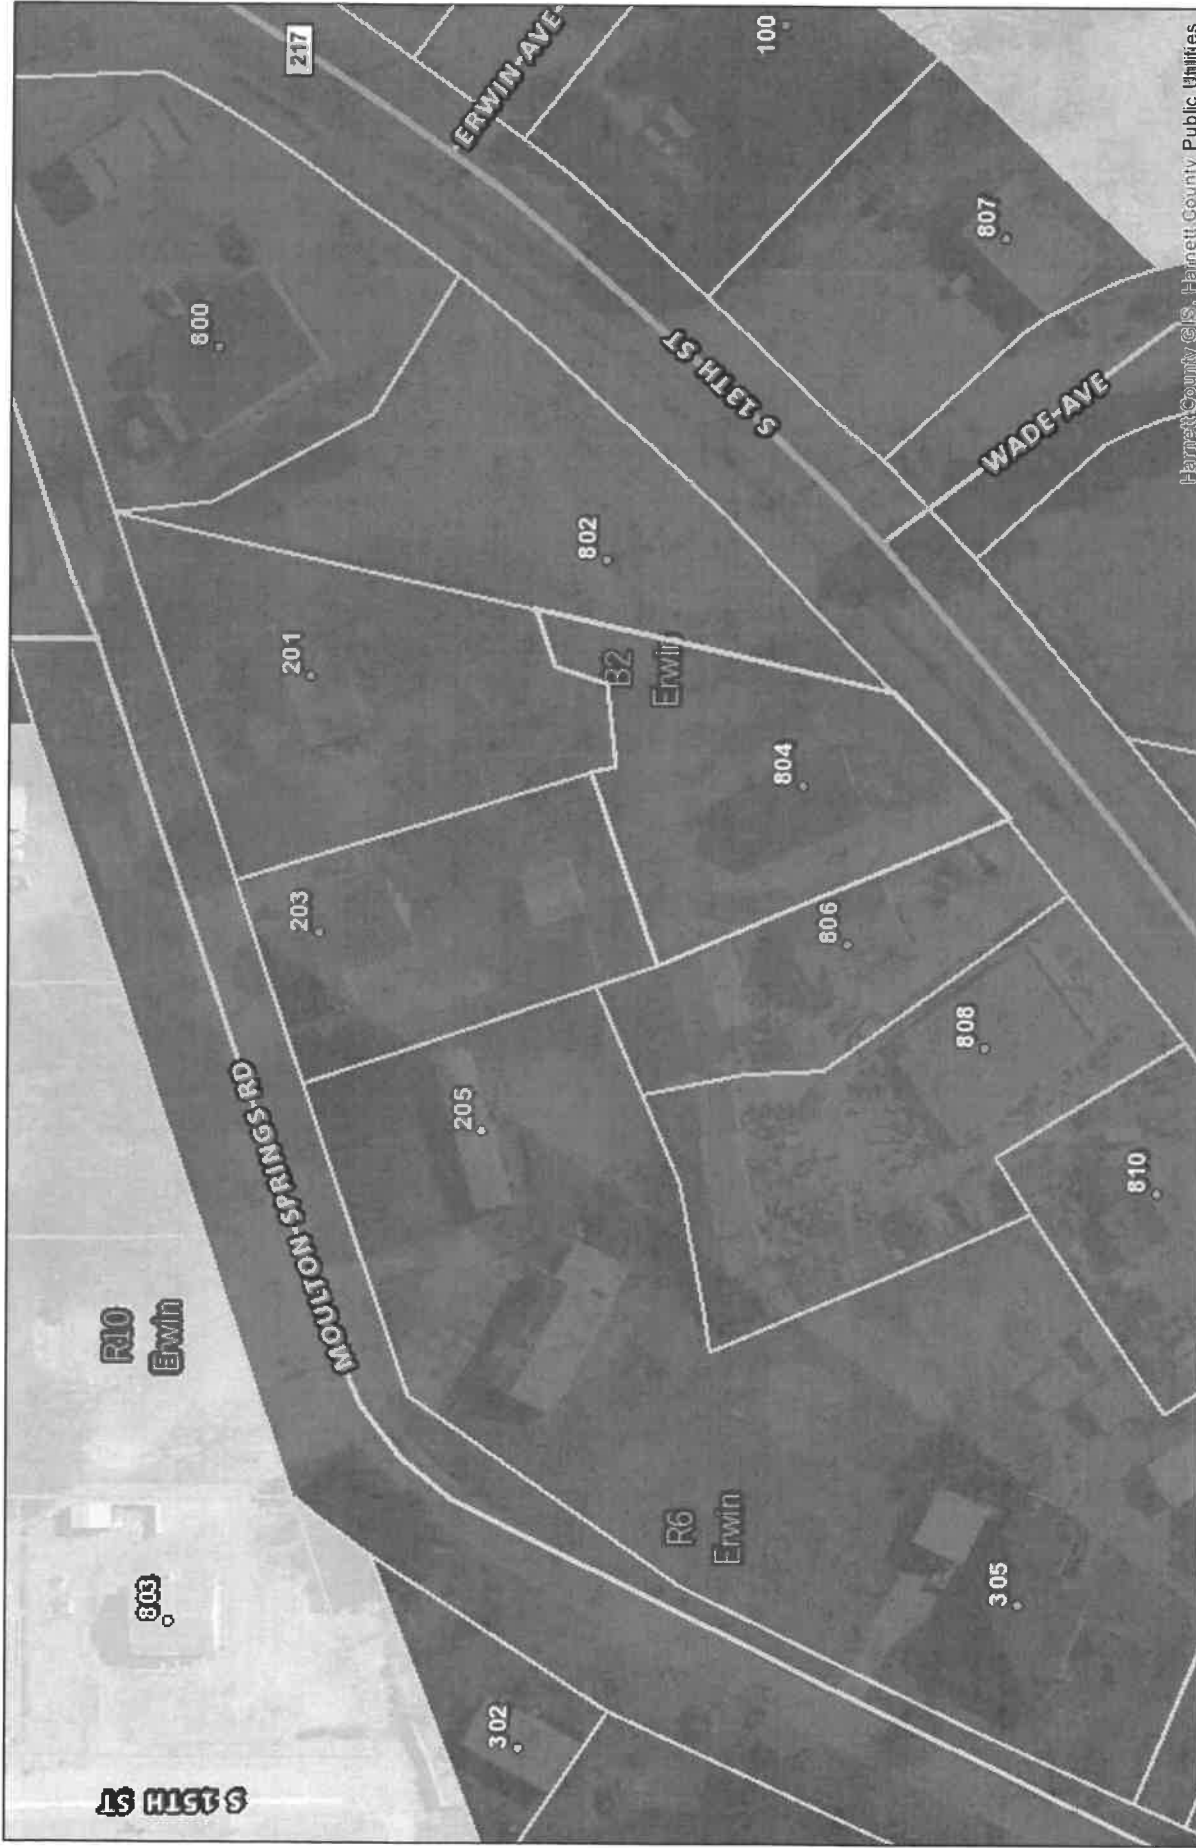 S 15TH ST
803
302
R10
Erwin
MOULTON-SPRINGS-RD
R6
Erwin
305
205
203
201
800
810
808
806
804
802
B2
Erwin
S 13TH ST
217
ERWIN-AVE
WADE-AVE
807
100
Harnett County GIS, Harnett County Public Utilities